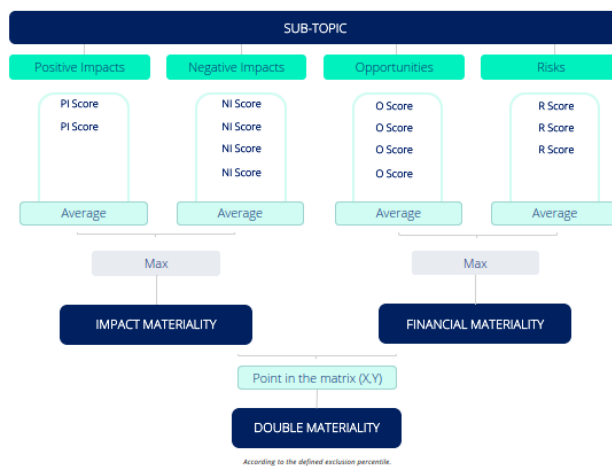 SUB-TOPIC
Positive Impacts
Negative Impacts
Opportunities
Risks
PI Score
PI Score
NI Score
NI Score
NI Score
NI Score
O Score
O Score
O Score
O Score
R Score
R Score
R Score
Average
Average
Average
Average
Max
Max
IMPACT MATERIALITY
FINANCIAL MATERIALITY
Point in the matrix (X,Y)
DOUBLE MATERIALITY
According to the defined exclusion percentile.